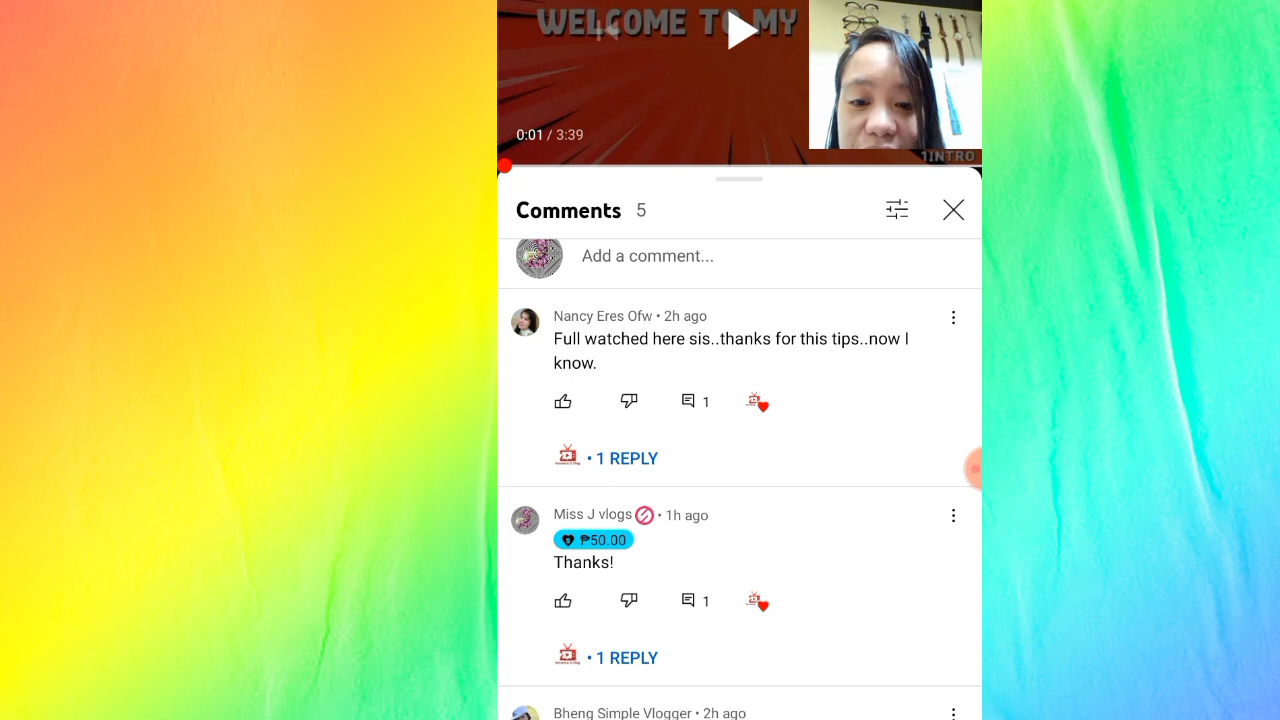 WELCOME TO MY
0:01 / 3:39
1INTRO
Comments 5
Add a comment...
Nancy Eres Ofw • 2h ago
Full watched here sis..thanks for this tips..now I
know.
1
• 1 REPLY
Miss J vlogs • 1h ago
₱50.00
Thanks!
1
• 1 REPLY
Bheng Simple Vlogger • 2h ago